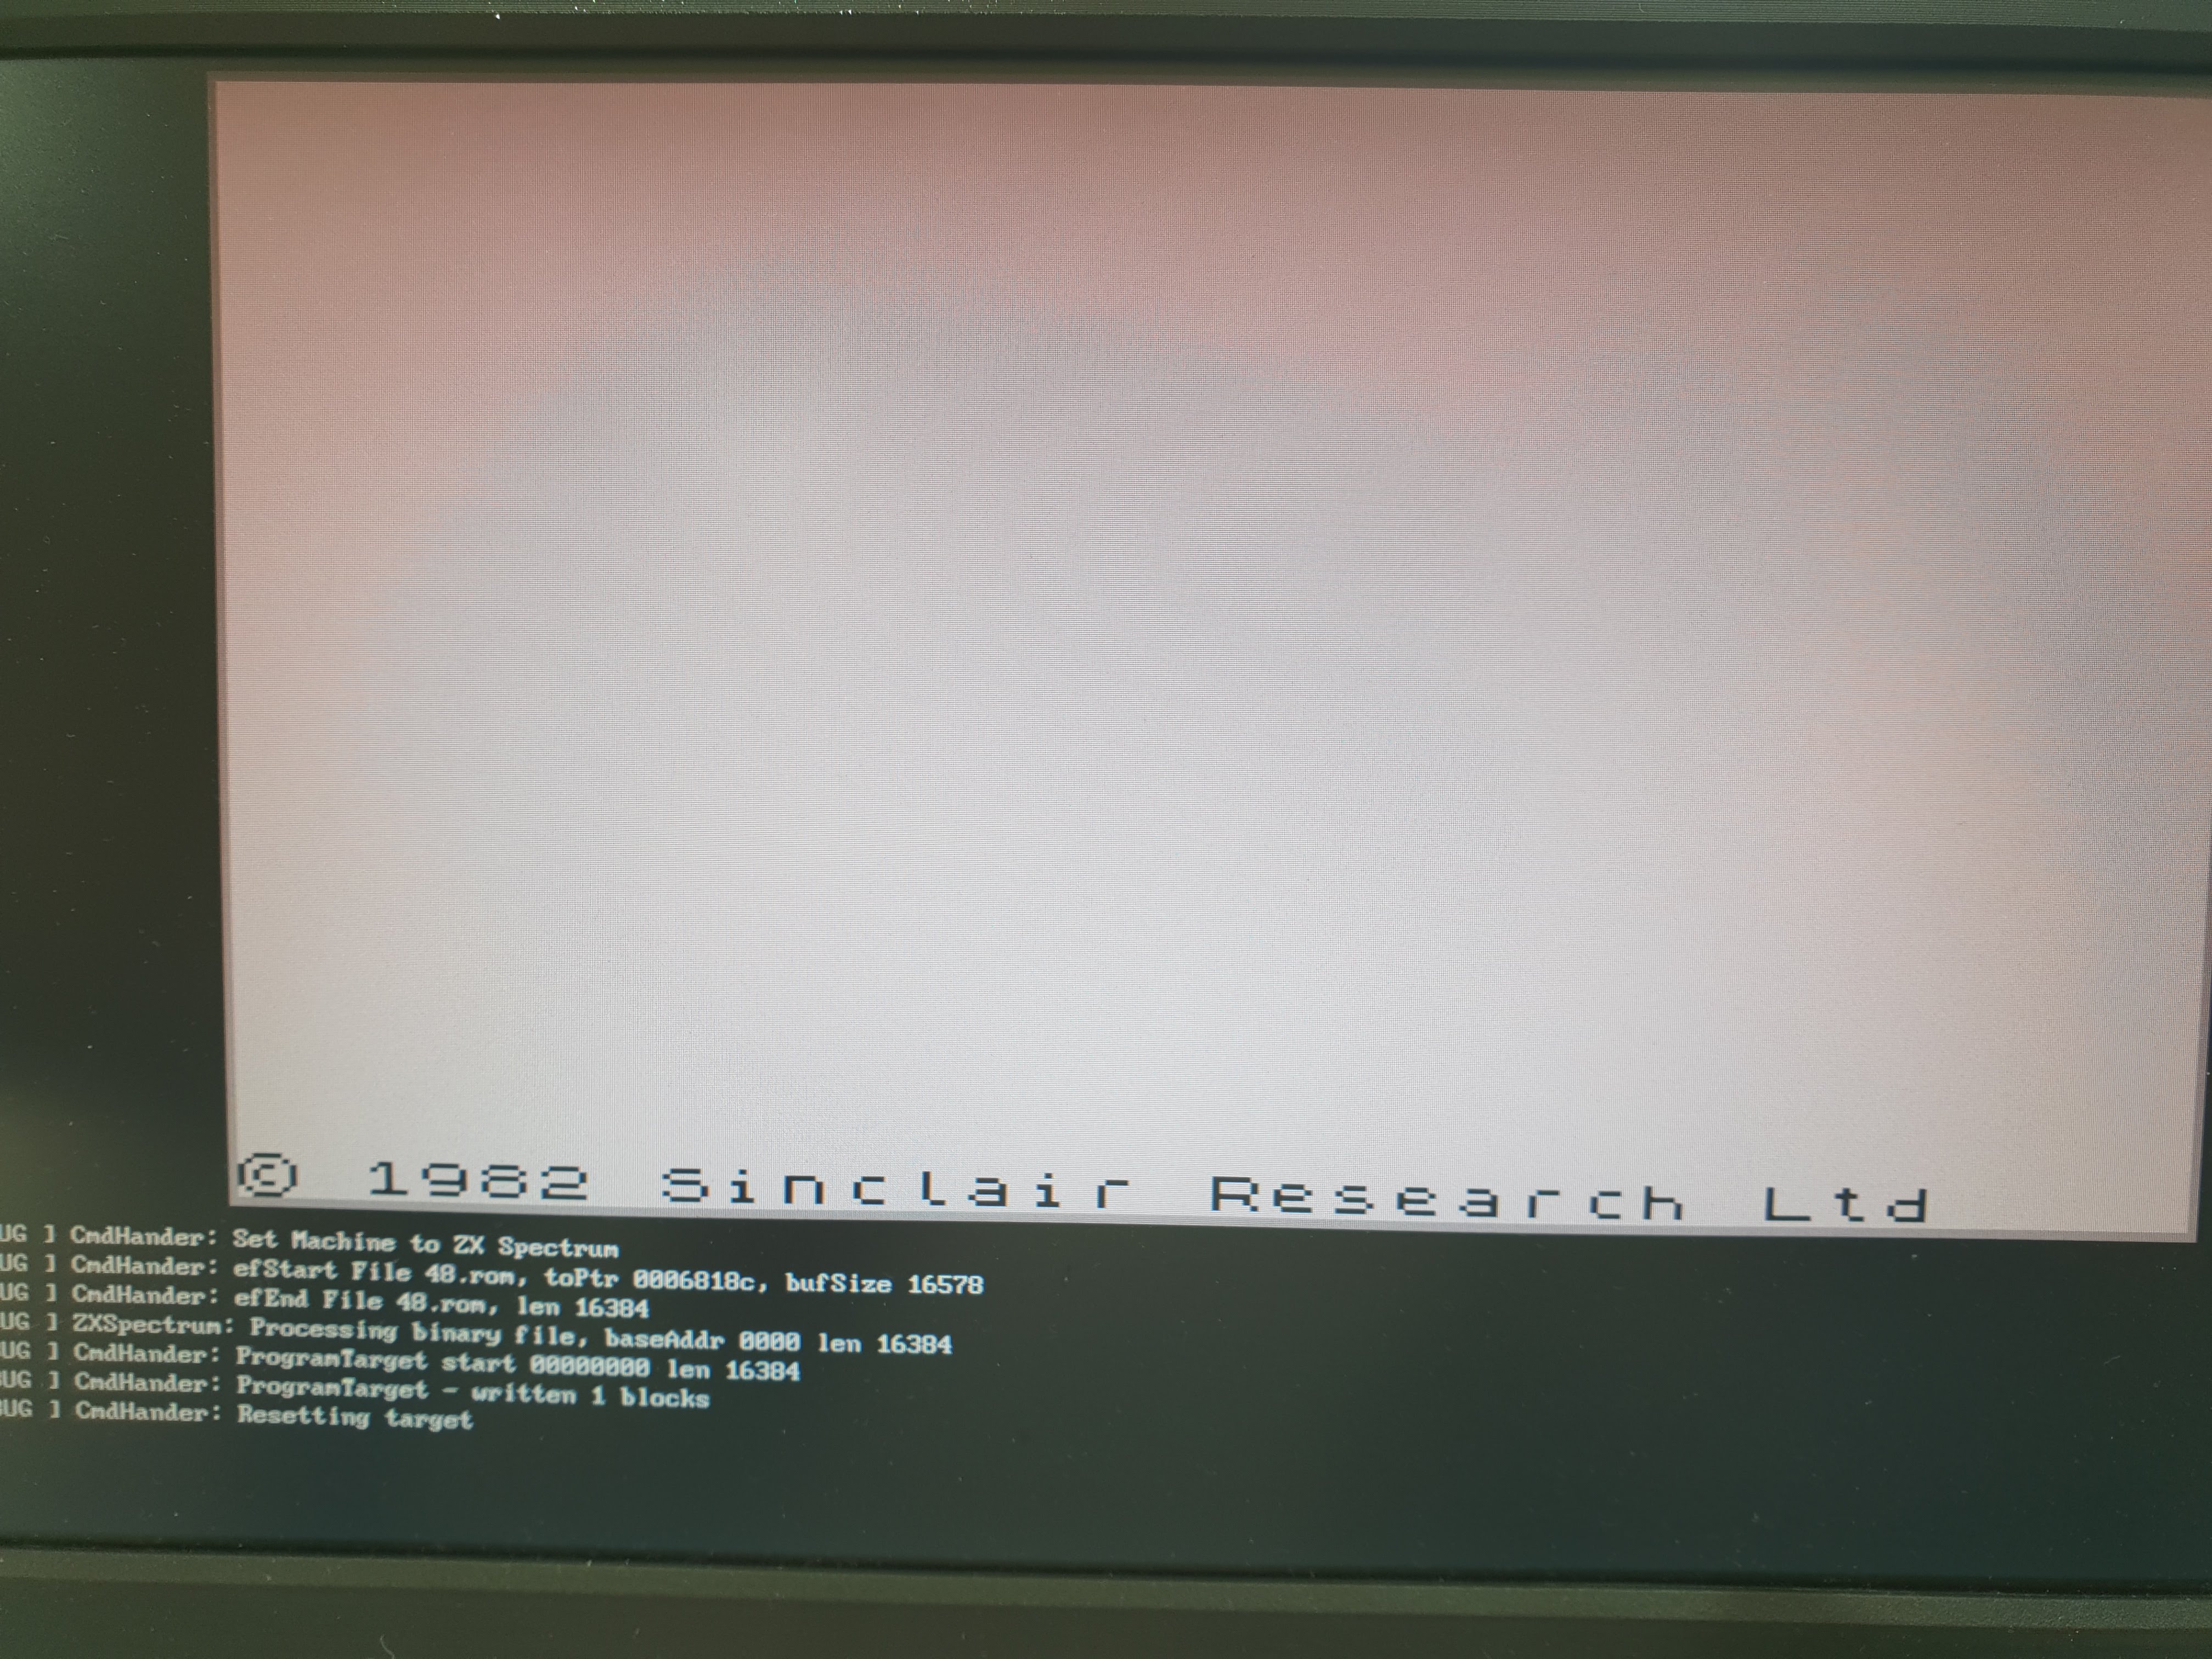 © 1982 Sinclair Research Ltd
UG ] CmdHander: Set Machine to ZX Spectrum
UG ] CmdHander: efStart File 48.rom, toPtr 0006818c, bufSize 16578
UG ] CmdHander: efEnd File 48.rom, len 16384
UG ] ZXSpectrum: Processing binary file, baseAddr 0000 len 16384
UG ] CmdHander: ProgramTarget start 00000000 len 16384
UG ] CmdHander: ProgramTarget - written 1 blocks
UG ] CmdHander: Resetting target